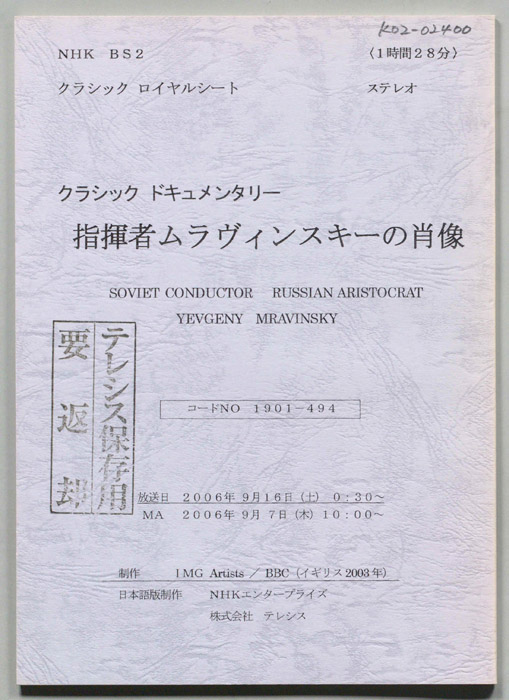 K02-02400
NHK BS2 〈1時間28分〉
クラシック ロイヤルシート ステレオ
クラシック ドキュメンタリー
指揮者ムラヴィンスキーの肖像
SOVIET CONDUCTOR RUSSIAN ARISTOCRAT
YEVGENY MRAVINSKY
テレシス保存用
要返却
コードNO 1901-494
放送日 2006年 9月16日(土) 0:30~
MA 2006年 9月 7日(木) 10:00~
制作 IMG Artists / BBC (イギリス2003年)
日本語版制作 NHKエンタープライズ
株式会社 テレシス